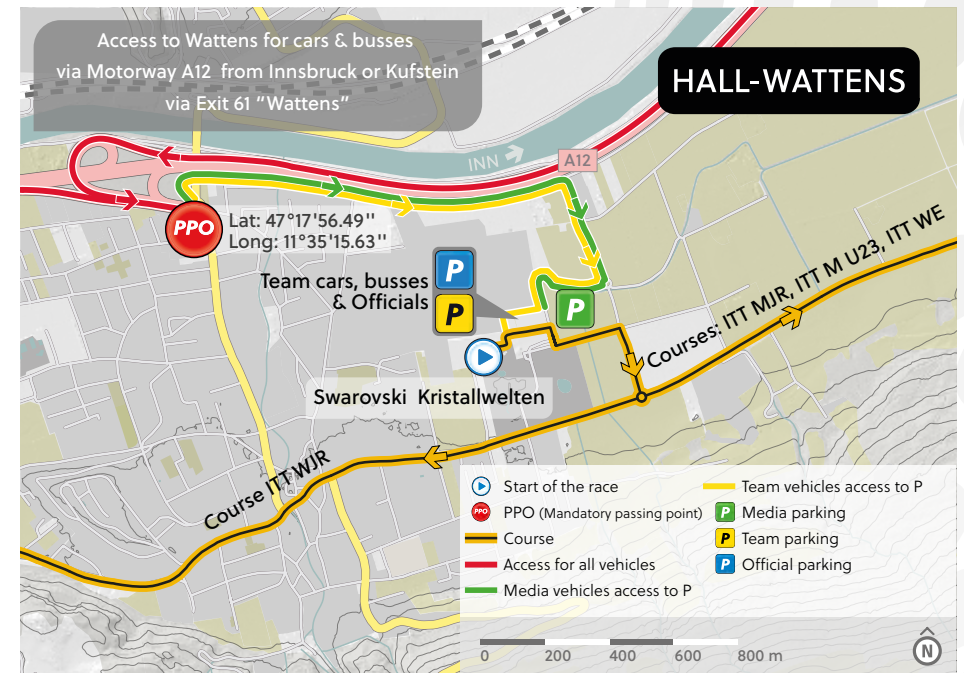 Access to Wattens for cars & busses
via Motorway A12 from Innsbruck or Kufstein
via Exit 61 "Wattens"
HALL-WATTENS
INN
A12
PPO
Lat: 47°17'56.49''
Long: 11°35'15.63''
Team cars, busses
& Officials
P
P
P
Swarovski Kristallwelten
Courses: ITT MJR, ITT M U23, ITT WE
Course ITT WJR
Start of the race
PPO
PPO (Mandatory passing point)
Course
Access for all vehicles
Media vehicles access to P
Team vehicles access to P
P
Media parking
P
Team parking
P
Official parking
0 200 400 600 800 m
N